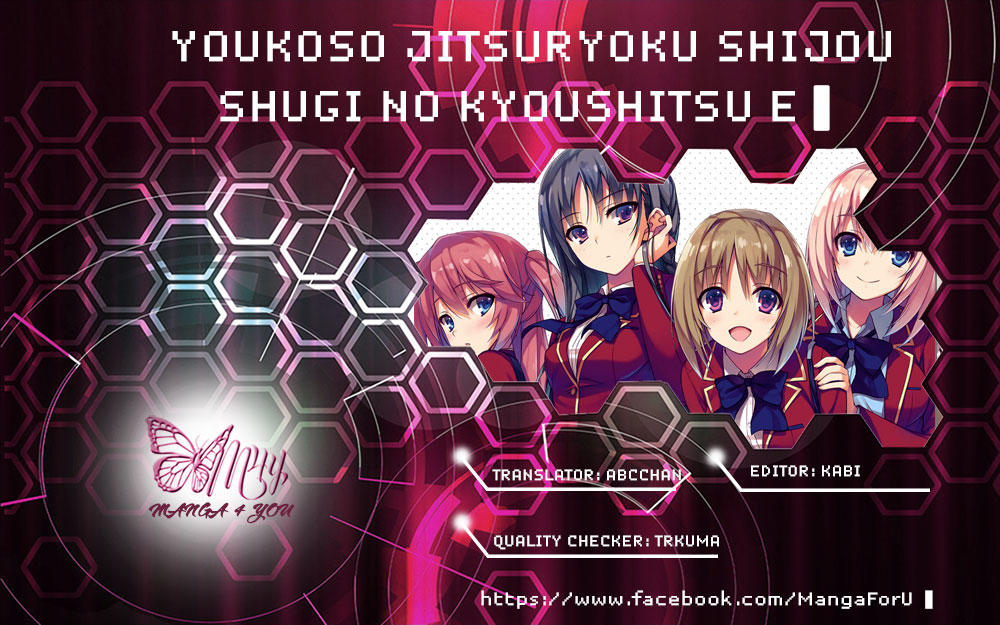 YOUKOSO JITSURYOKU SHIJOU
SHUGI NO KYOUSHITSU E
M4U
MANGA 4 YOU
TRANSLATOR: ABCCHAN
EDITOR: KABI
QUALITY CHECKER: TRKUMA
https://www.facebook.com/MangaForU